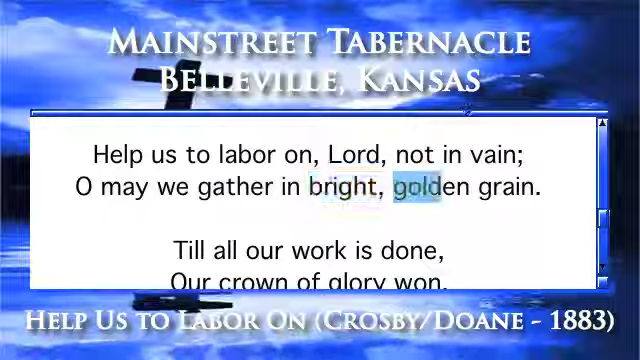 Mainstreet Tabernacle
Belleville, Kansas
Help us to labor on, Lord, not in vain;
O may we gather in bright, golden grain.
Till all our work is done,
Our crown of glory won,
Help Us to Labor On (Crosby/Doane - 1883)